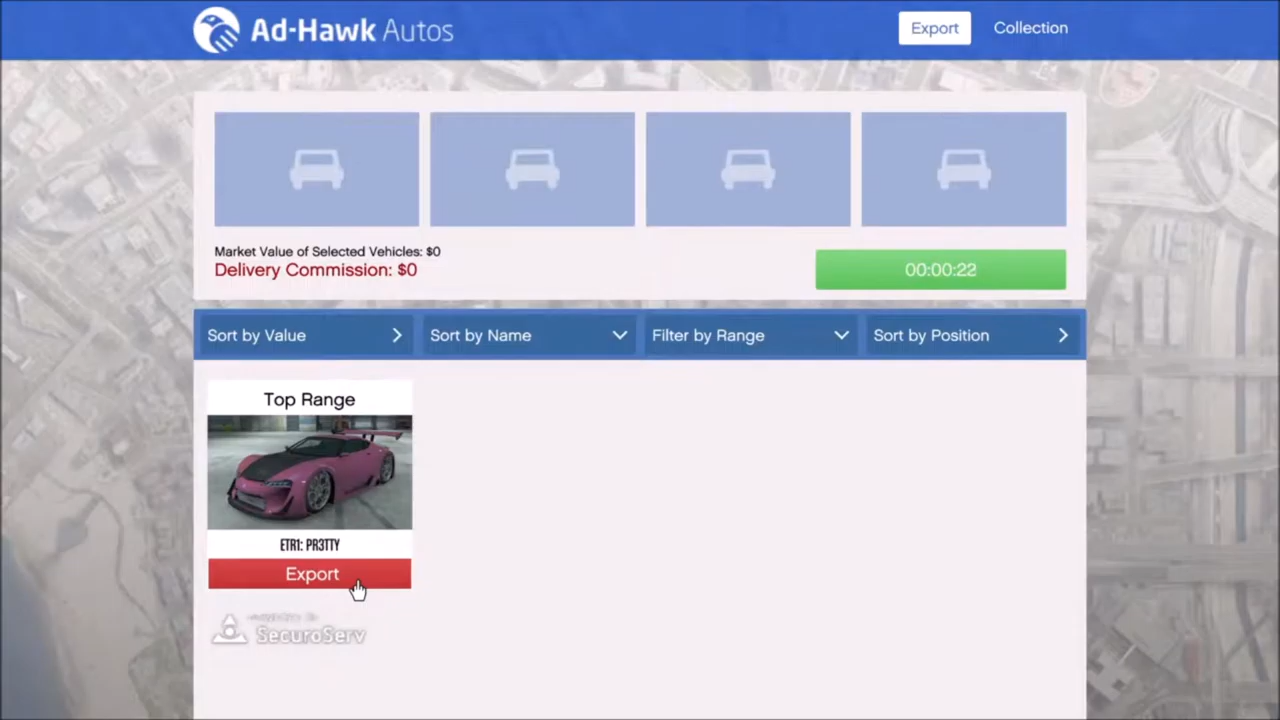 Ad-Hawk Autos
Export
Collection
Market Value of Selected Vehicles: $0
Delivery Commission: $0
00:00:22
Sort by Value
Sort by Name
Filter by Range
Sort by Position
Top Range
ETR1: PR3TTY
Export
SecuroServ